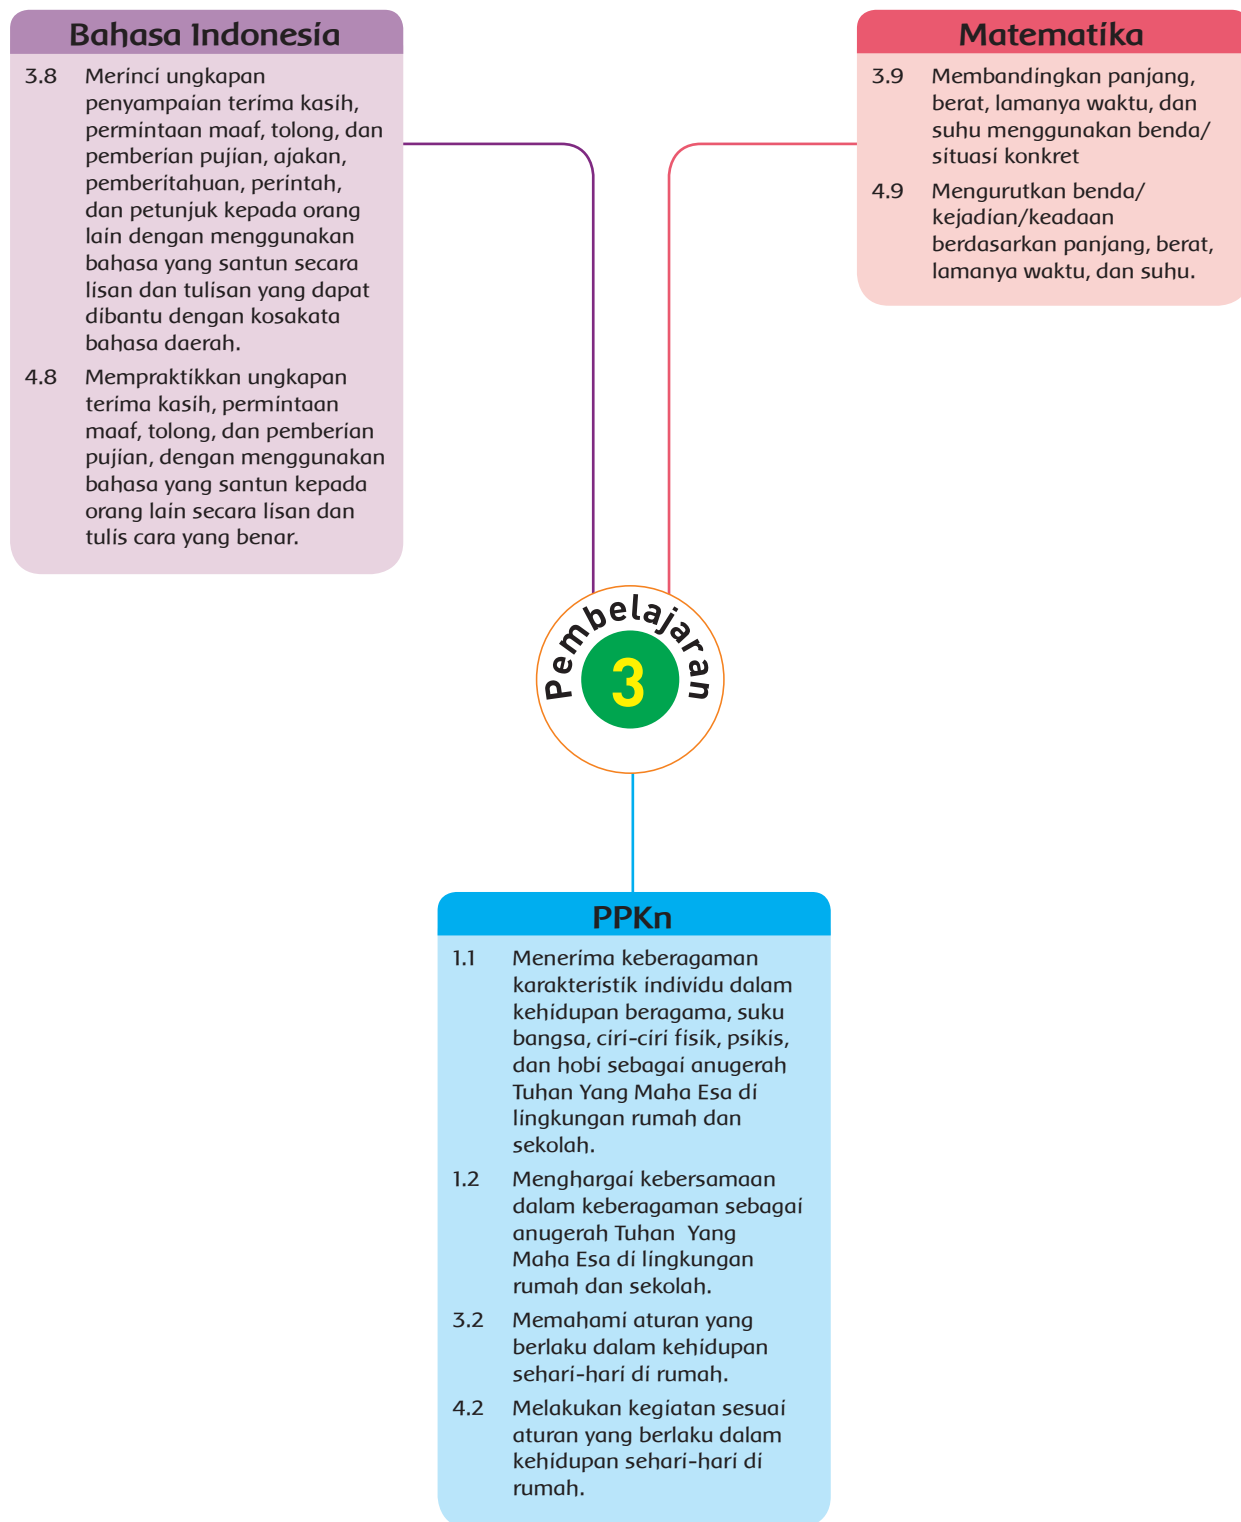 Bahasa Indonesia
3.8 Merinci ungkapan
penyampaian terima kasih,
permintaan maaf, tolong, dan
pemberian pujian, ajakan,
pemberitahuan, perintah,
dan petunjuk kepada orang
lain dengan menggunakan
bahasa yang santun secara
lisan dan tulisan yang dapat
dibantu dengan kosakata
bahasa daerah.
4.8 Mempraktikkan ungkapan
terima kasih, permintaan
maaf, tolong, dan pemberian
pujian, dengan menggunakan
bahasa yang santun kepada
orang lain secara lisan dan
tulis cara yang benar.
Matematika
3.9 Membandingkan panjang,
berat, lamanya waktu, dan
suhu menggunakan benda/
situasi konkret
4.9 Mengurutkan benda/
kejadian/keadaan
berdasarkan panjang, berat,
lamanya waktu, dan suhu.
Pembelajaran
3
PPKn
1.1 Menerima keberagaman
karakteristik individu dalam
kehidupan beragama, suku
bangsa, ciri-ciri fisik, psikis,
dan hobi sebagai anugerah
Tuhan Yang Maha Esa di
lingkungan rumah dan
sekolah.
1.2 Menghargai kebersamaan
dalam keberagaman sebagai
anugerah Tuhan Yang
Maha Esa di lingkungan
rumah dan sekolah.
3.2 Memahami aturan yang
berlaku dalam kehidupan
sehari-hari di rumah.
4.2 Melakukan kegiatan sesuai
aturan yang berlaku dalam
kehidupan sehari-hari di
rumah.